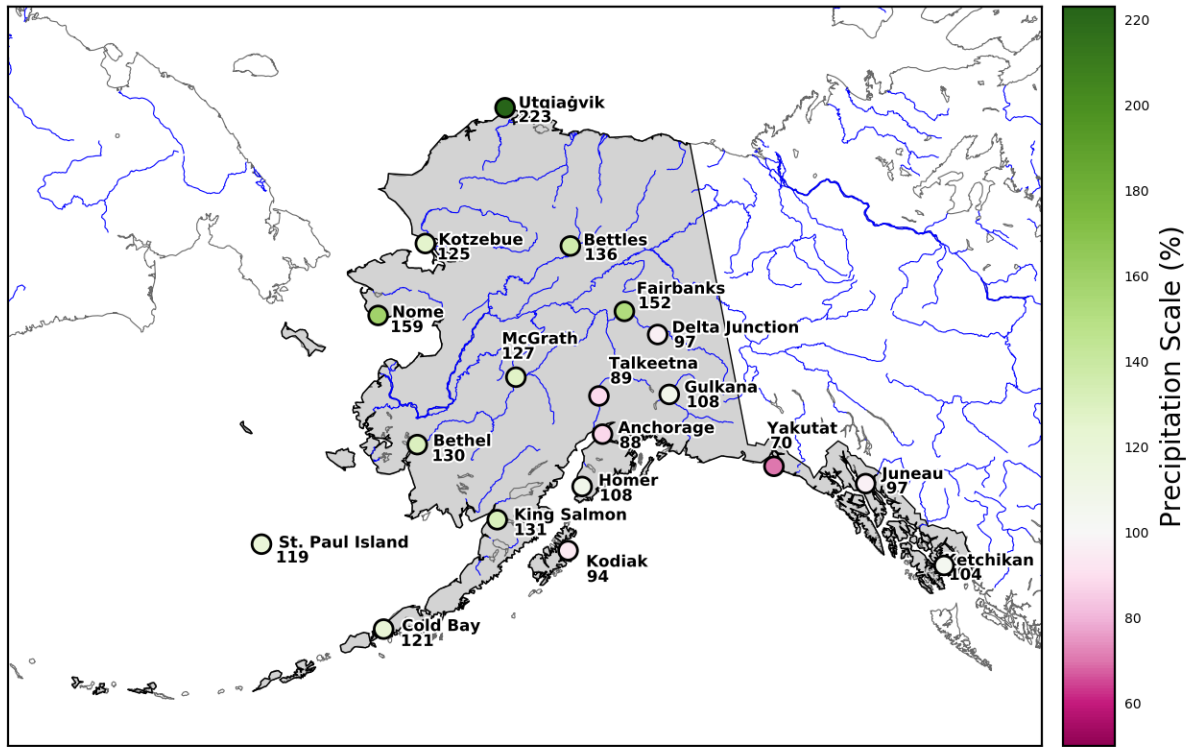 Utqiaġvik
223
Kotzebue
125
Bettles
136
Fairbanks
152
Nome
159
Delta Junction
97
McGrath
127
Talkeetna
89
Gulkana
108
Anchorage
88
Yakutat
70
Bethel
130
Homer
108
Juneau
97
King Salmon
131
St. Paul Island
119
Kodiak
94
Ketchikan
104
Cold Bay
121
220
200
180
160
140
120
100
80
60
Precipitation Scale (%)